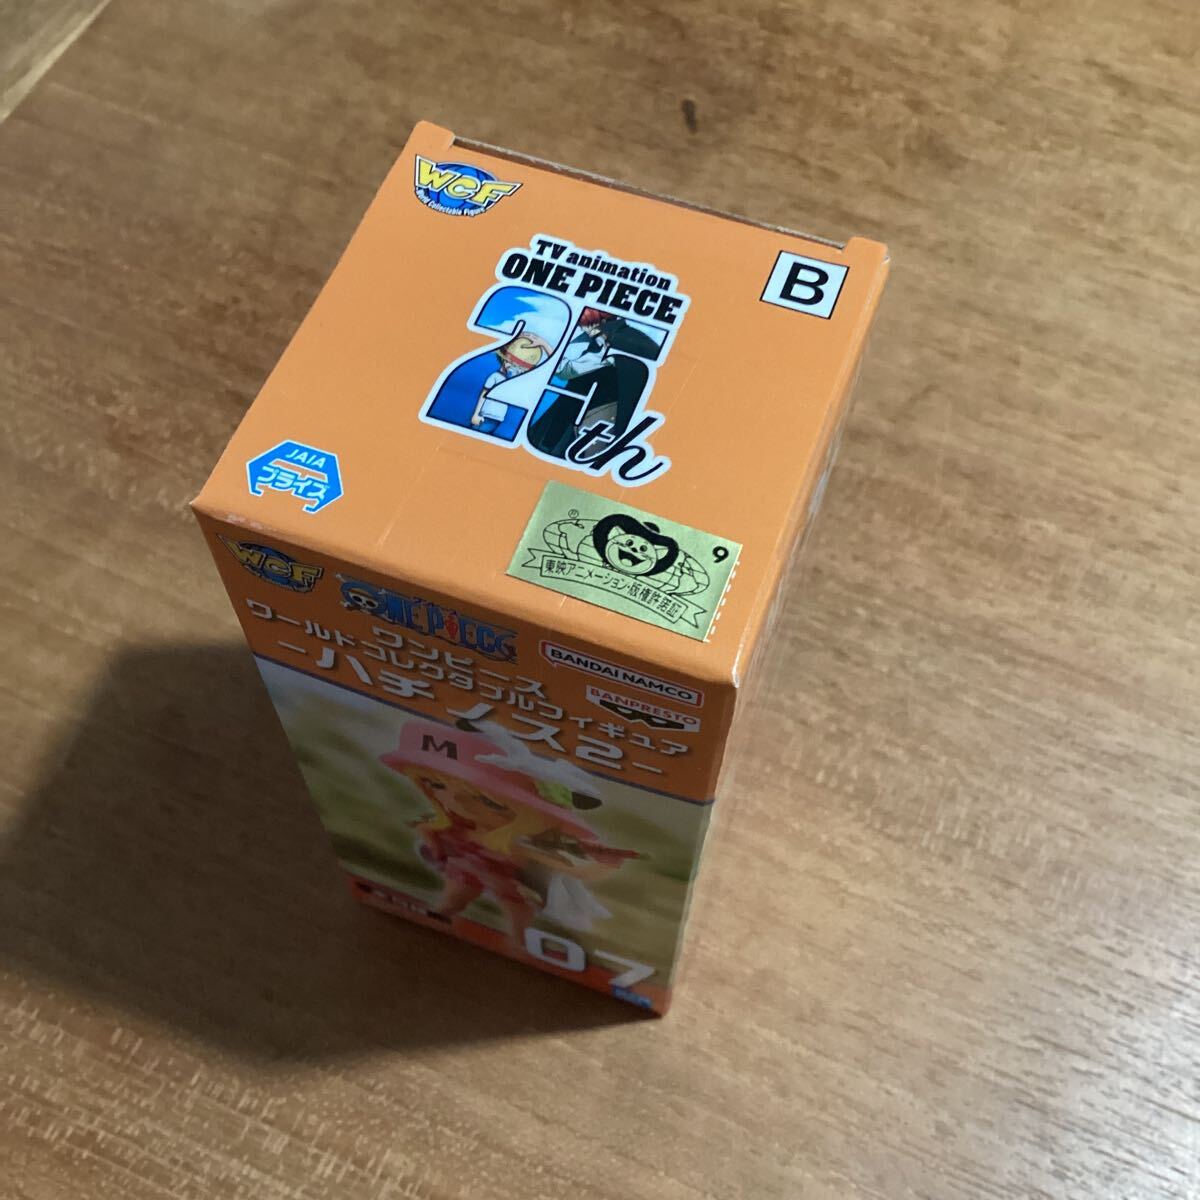 WCF
World Collectable Figure
TV animation
ONE PIECE
25th
B
JAIA
プライズ
®
9
東映アニメーション・版権許諾証
WCF
ONE PIECE
ワンピース
ワールドコレクタブルフィギュア
-ハチノス2-
BANDAI NAMCO
BANPRESTO
M
07